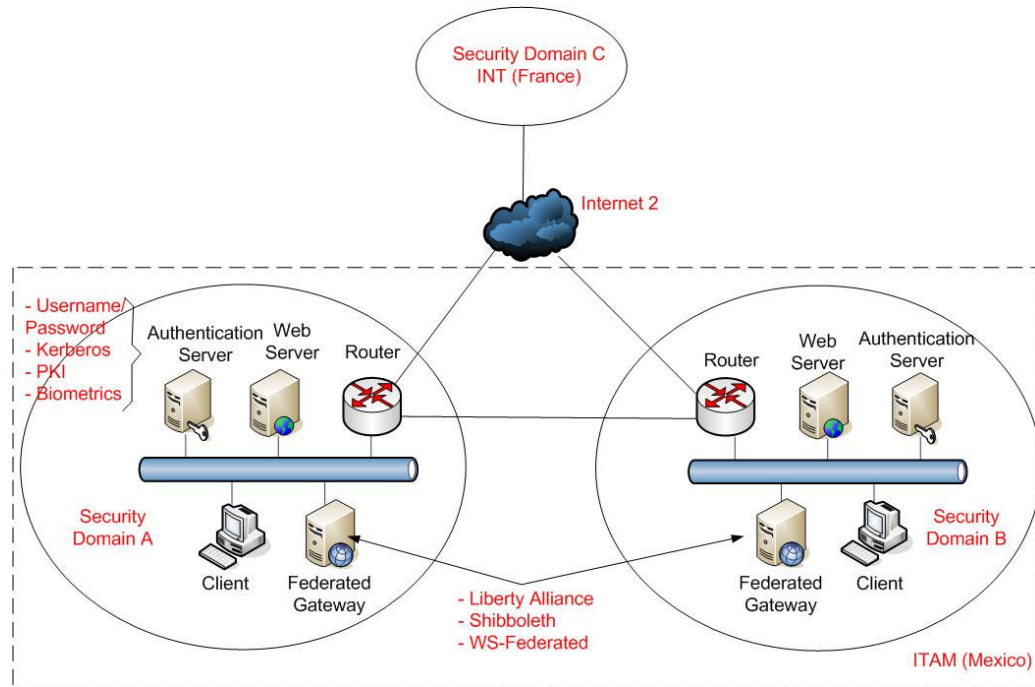 Security Domain C
INT (France)
Internet 2
- Username/
Password
- Kerberos
- PKI
- Biometrics
Authentication
Server
Web
Server
Router
Router
Web
Server
Authentication
Server
Security
Domain A
Client
Federated
Gateway
- Liberty Alliance
- Shibboleth
- WS-Federated
Federated
Gateway
Client
Security
Domain B
ITAM (Mexico)